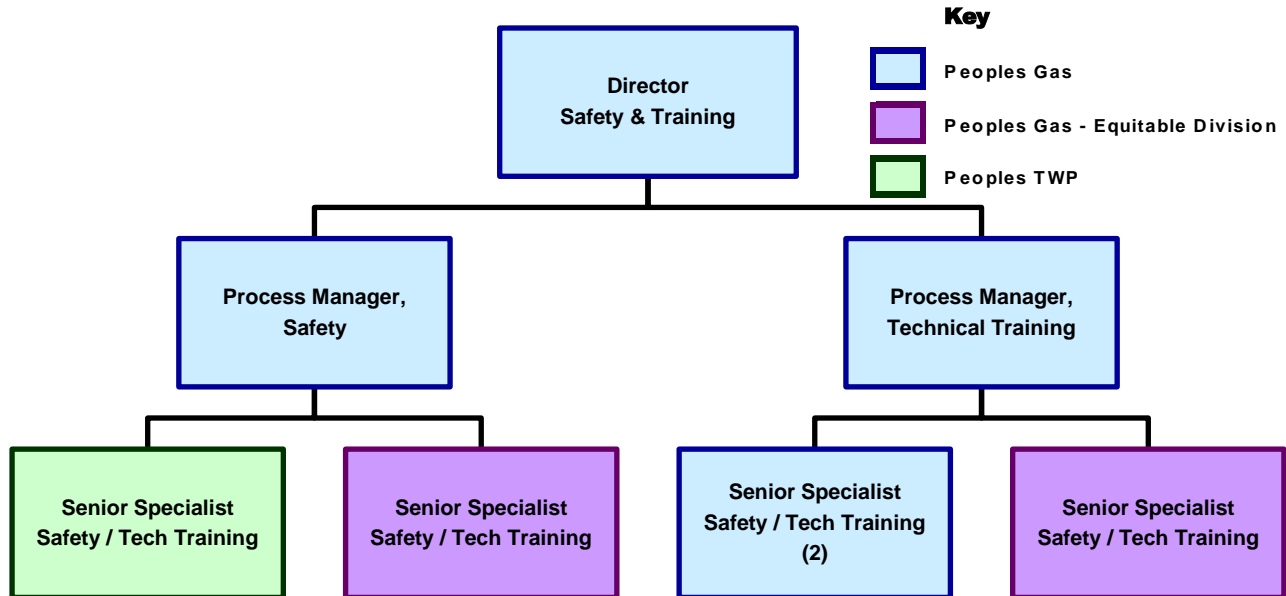 Key
Director
Safety & Training
Peoples Gas
Peoples Gas - Equitable Division
Peoples TWP
Process Manager,
Safety
Process Manager,
Technical Training
Senior Specialist
Safety / Tech Training
Senior Specialist
Safety / Tech Training
Senior Specialist
Safety / Tech Training
(2)
Senior Specialist
Safety / Tech Training